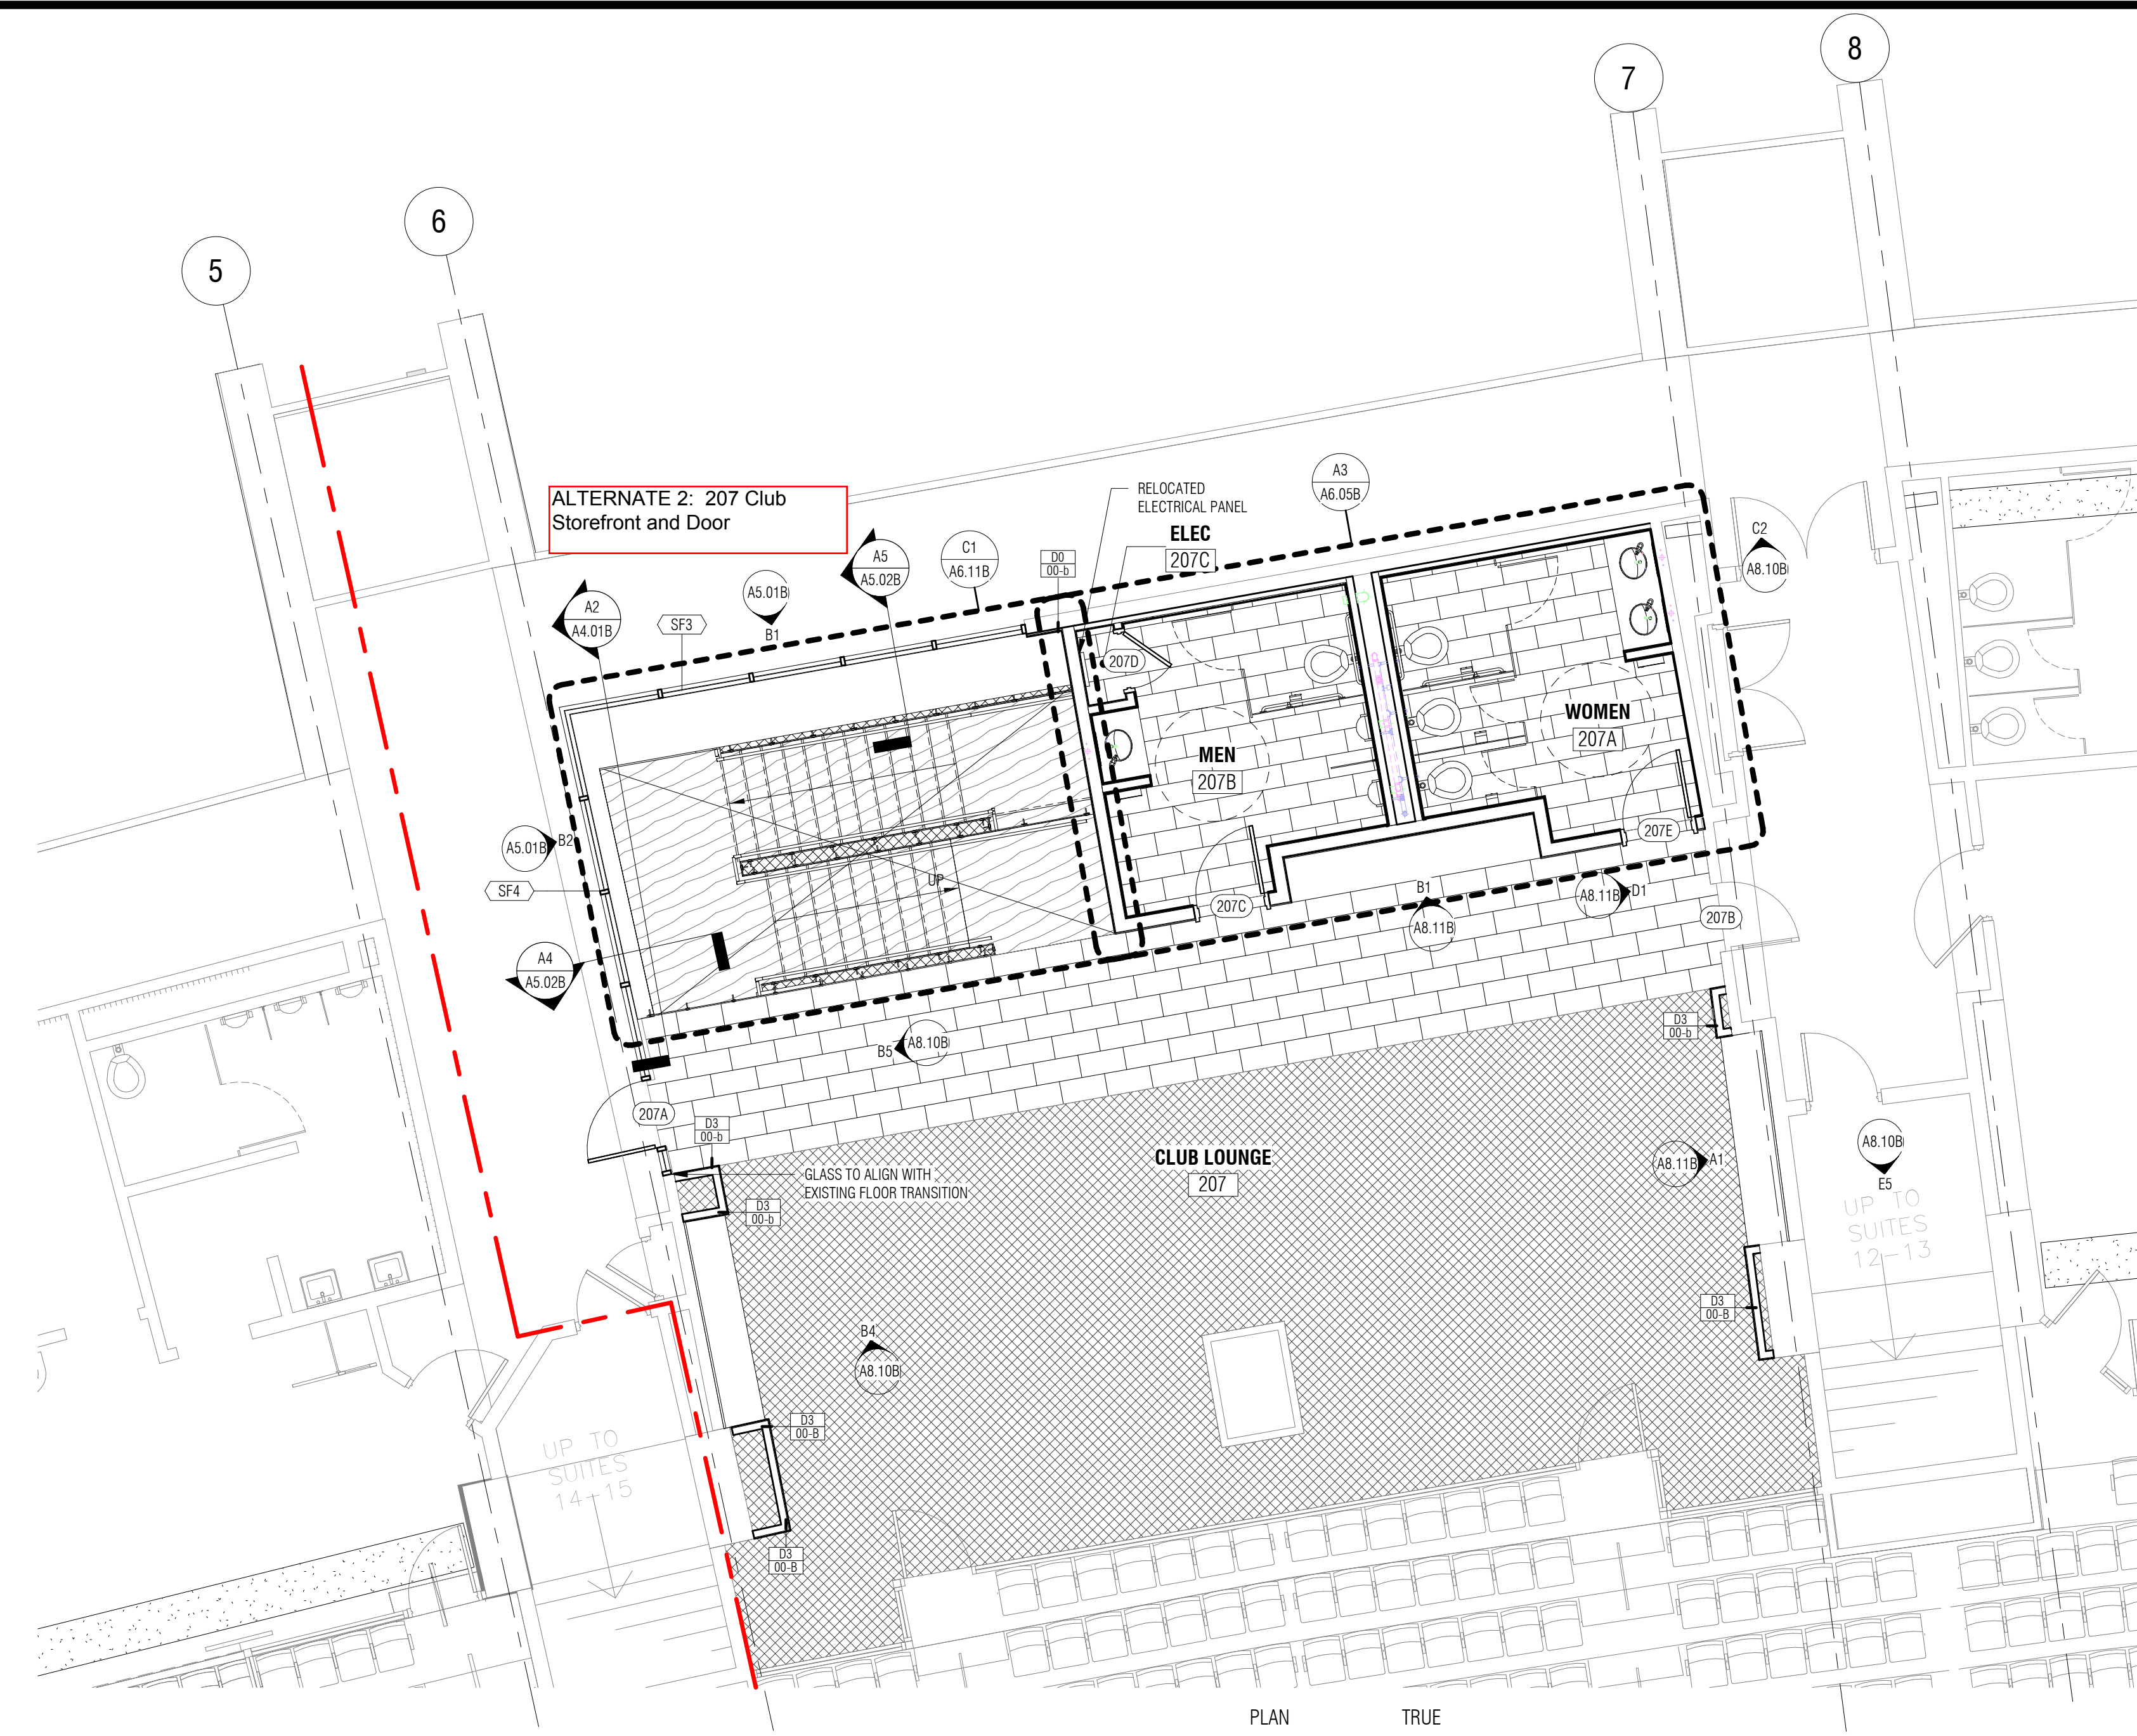 8
7
6
5
ALTERNATE 2: 207 Club
Storefront and Door
RELOCATED
ELECTRICAL PANEL
ELEC
207C
A3
A6.05B
C2
A8.10B
A5
A5.02B
C1
A6.11B
D0
00-b
A5.01B
B1
A2
A4.01B
SF3
207D
WOMEN
207A
MEN
207B
A5.01B
B2
SF4
UP
207E
207C
B1
A8.11B
A8.11B
D1
207B
A4
A5.02B
B5
A8.10B
D3
00-b
207A
D3
00-b
GLASS TO ALIGN WITH
EXISTING FLOOR TRANSITION
D3
00-b
CLUB LOUNGE
207
A8.11B
A1
A8.10B
E5
UP TO
SUITES
12-13
D3
00-B
B4
A8.10B
D3
00-B
UP TO
SUITES
14-15
D3
00-B
PLAN
TRUE